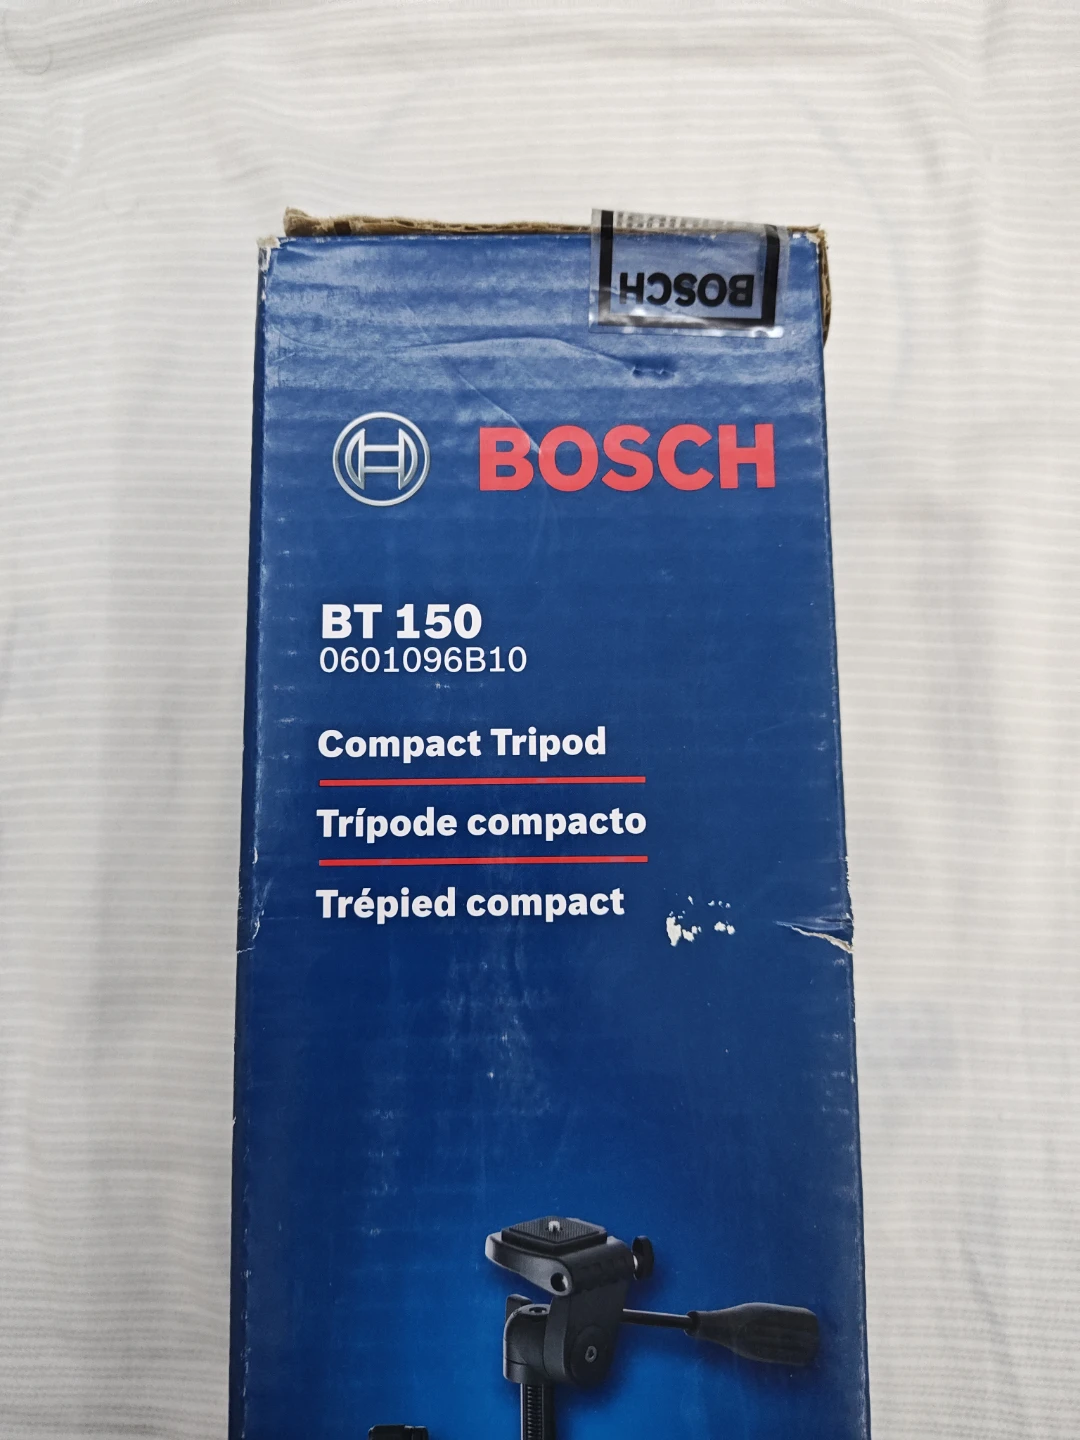 BOSCH
BOSCH
BT 150
0601096B10
Compact Tripod
Trípode compacto
Trépied compact